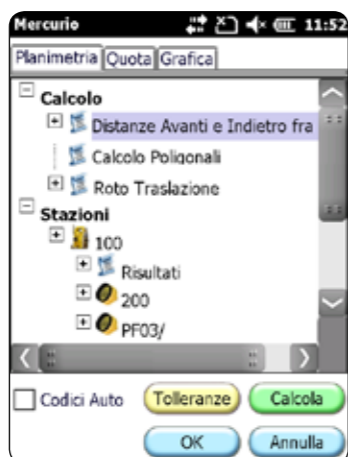 Mercurio 11:52
Planimetria Quota Grafica
Calcolo
Distanze Avanti e Indietro fra
Calcolo Poligonali
Roto Traslazione
Stazioni
100
Risultati
200
PF03/
Codici Auto Tolleranze Calcola
OK Annulla